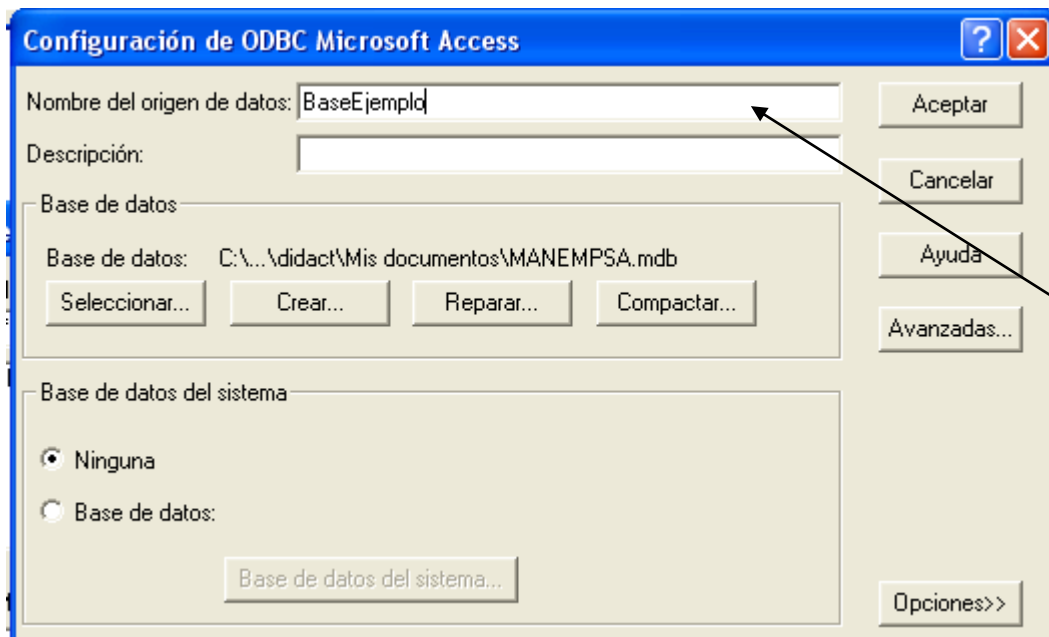 Configuración de ODBC Microsoft Access
Nombre del origen de datos: BaseEjemplo
Aceptar
Descripción:
Cancelar
Base de datos
Base de datos: C:\...\didact\Mis documentos\MANEMPSA.mdb
Ayuda
Seleccionar... Crear... Reparar... Compactar...
Avanzadas...
Base de datos del sistema
Ninguna
Base de datos:
Base de datos del sistema...
Opciones>>